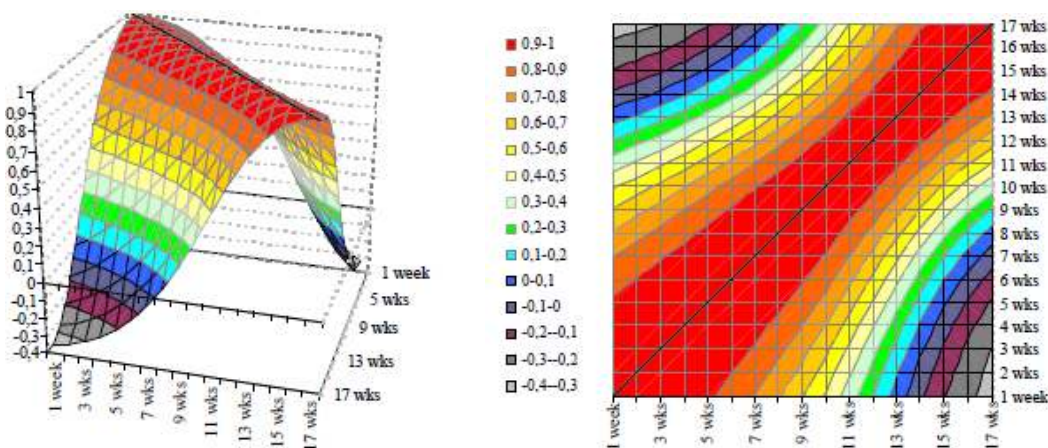 1
0,9
0,7
0,6
0,5
0,4
0,3
0,2
0,1
0
-0,1
-0,2
-0,3
-0,4
1 week
3 wks
5 wks
7 wks
9 wks
11 wks
13 wks
15 wks
17 wks
1 week
5 wks
9 wks
13 wks
17 wks
0,9-1
0,8-0,9
0,7-0,8
0,6-0,7
0,5-0,6
0,4-0,5
0,3-0,4
0,2-0,3
0,1-0,2
0-0,1
-0,1-0
-0,2--0,1
-0,3--0,2
-0,4--0,3
17 wks
16 wks
15 wks
14 wks
13 wks
12 wks
11 wks
10 wks
9 wks
8 wks
7 wks
6 wks
5 wks
4 wks
3 wks
2 wks
1 week
1 week
3 wks
5 wks
7 wks
9 wks
11 wks
13 wks
15 wks
17 wks